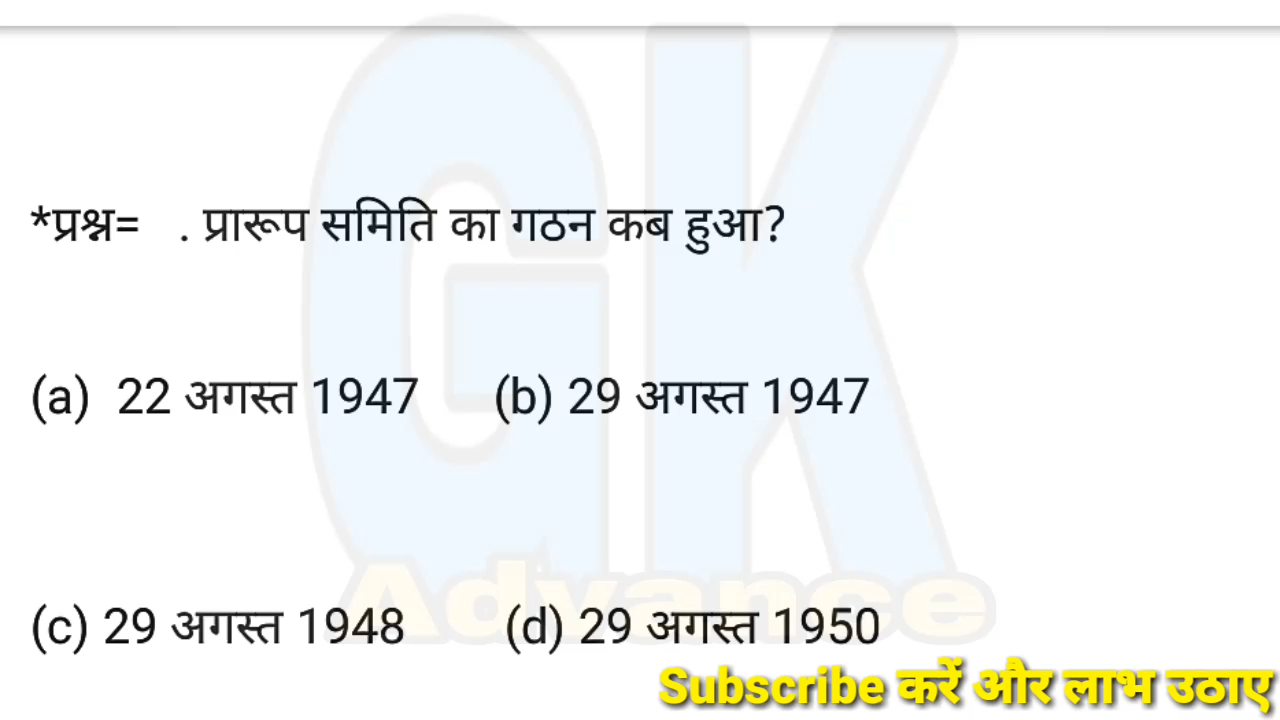 *प्रश्न= . प्रारूप समिति का गठन कब हुआ?
(a) 22 अगस्त 1947 (b) 29 अगस्त 1947
(c) 29 अगस्त 1948 (d) 29 अगस्त 1950
GK
Advance
Subscribe करें और लाभ उठाए